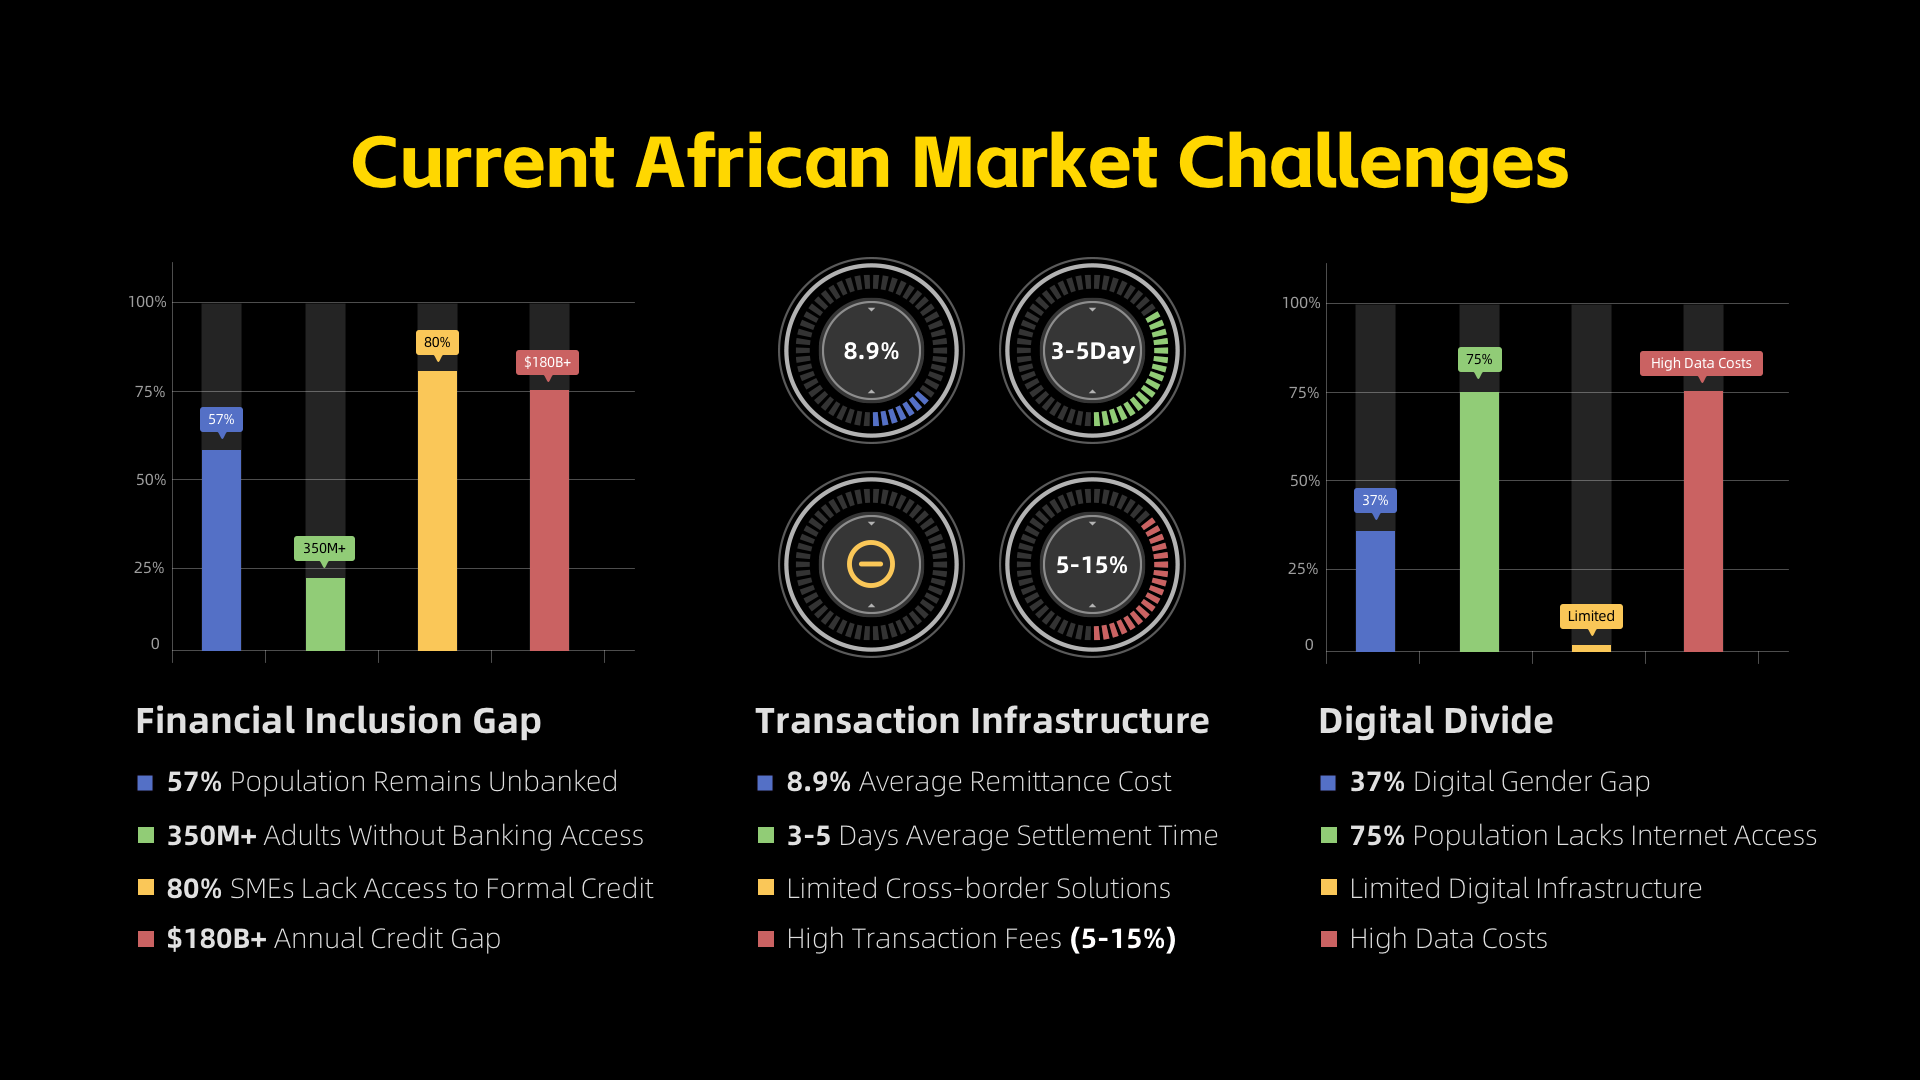 Current African Market Challenges
100%
75%
50%
25%
0
57%
350M+
80%
$180B+
8.9%
3-5Day
5-15%
100%
75%
50%
25%
0
37%
75%
Limited
High Data Costs
Financial Inclusion Gap
57% Population Remains Unbanked
350M+ Adults Without Banking Access
80% SMEs Lack Access to Formal Credit
$180B+ Annual Credit Gap
Transaction Infrastructure
8.9% Average Remittance Cost
3-5 Days Average Settlement Time
Limited Cross-border Solutions
High Transaction Fees (5-15%)
Digital Divide
37% Digital Gender Gap
75% Population Lacks Internet Access
Limited Digital Infrastructure
High Data Costs